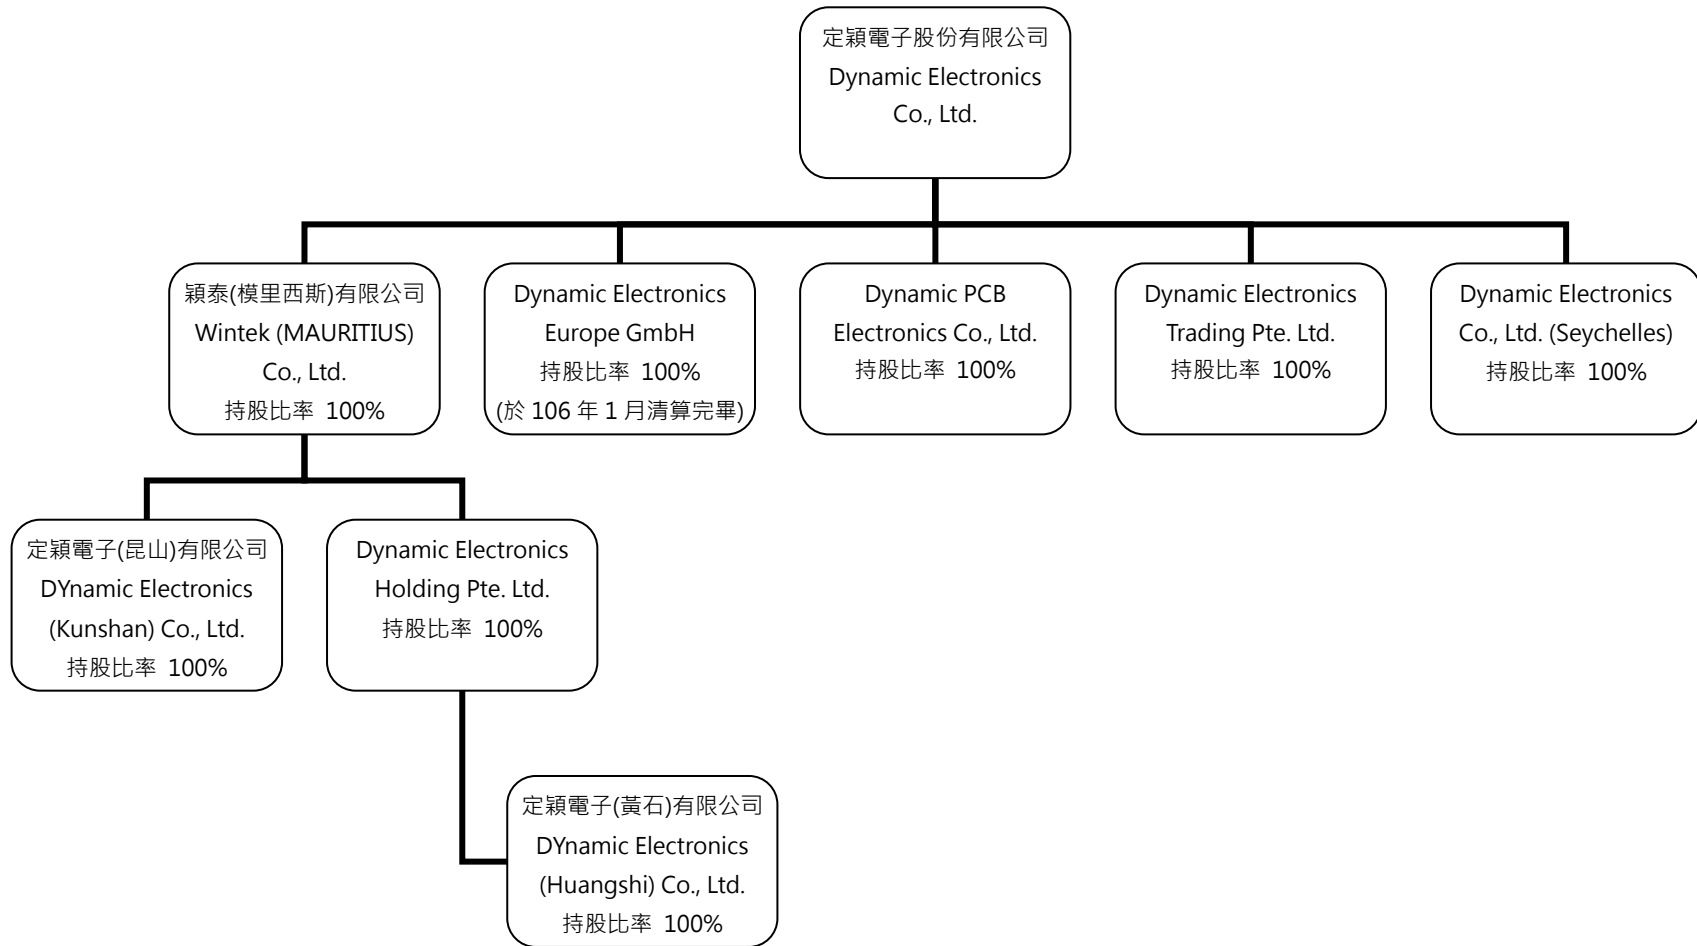 定穎電子股份有限公司
Dynamic Electronics
Co., Ltd.
穎泰(模里西斯)有限公司
Wintek (MAURITIUS)
Co., Ltd.
持股比率 100%
Dynamic Electronics
Europe GmbH
持股比率 100%
(於 106 年 1 月清算完畢)
Dynamic PCB
Electronics Co., Ltd.
持股比率 100%
Dynamic Electronics
Trading Pte. Ltd.
持股比率 100%
Dynamic Electronics
Co., Ltd. (Seychelles)
持股比率 100%
定穎電子(昆山)有限公司
DYnamic Electronics
(Kunshan) Co., Ltd.
持股比率 100%
Dynamic Electronics
Holding Pte. Ltd.
持股比率 100%
定穎電子(黃石)有限公司
DYnamic Electronics
(Huangshi) Co., Ltd.
持股比率 100%